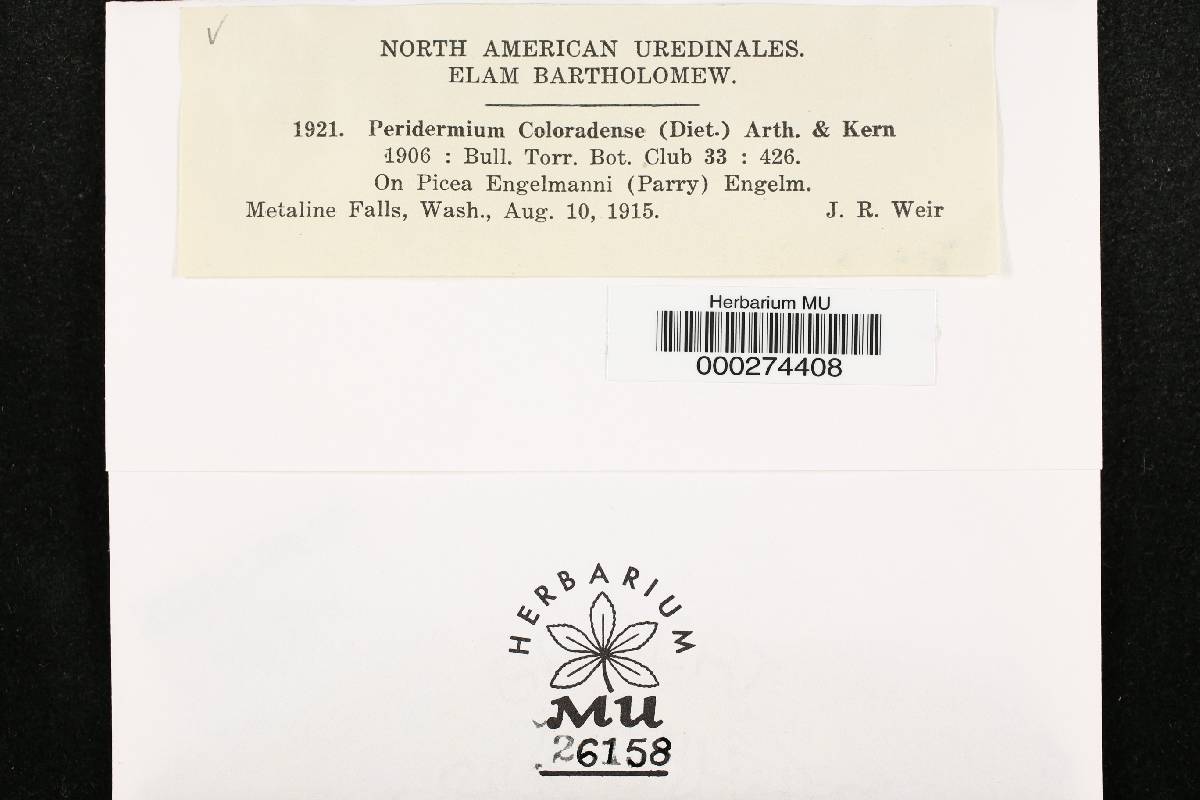 NORTH AMERICAN UREDINALES.
ELAM BARTHOLOMEW.
1921. Peridermium Coloradense (Diet.) Arth. & Kern
1906 : Bull. Torr. Bot. Club 33 : 426.
On Picea Engelmanni (Parry) Engelm.
Metaline Falls, Wash., Aug. 10, 1915. J. R. Weir
Herbarium MU
000274408
HERBARIUM
MU
26158